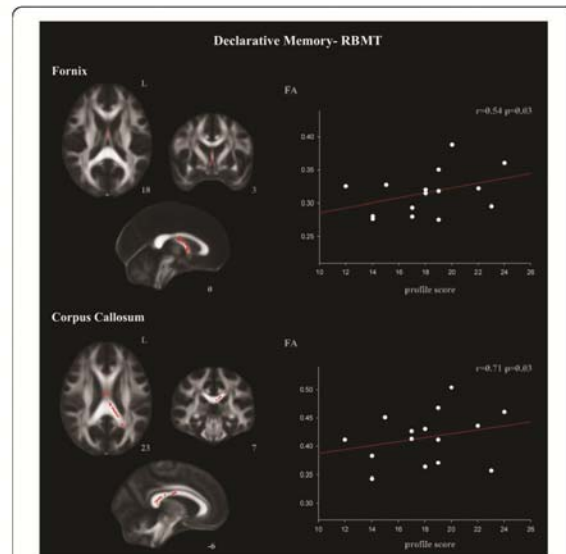 Declarative Memory- RBMT
Fornix
L
18
3
0
FA
r=0.54 p=0.03
0.40
0.35
0.30
0.25
10 12 14 16 18 20 22 24 26
profile score
Corpus Callosum
L
23
7
-6
FA
r=0.71 p=0.03
0.50
0.45
0.40
0.35
0.30
10 12 14 16 18 20 22 24 26
profile score